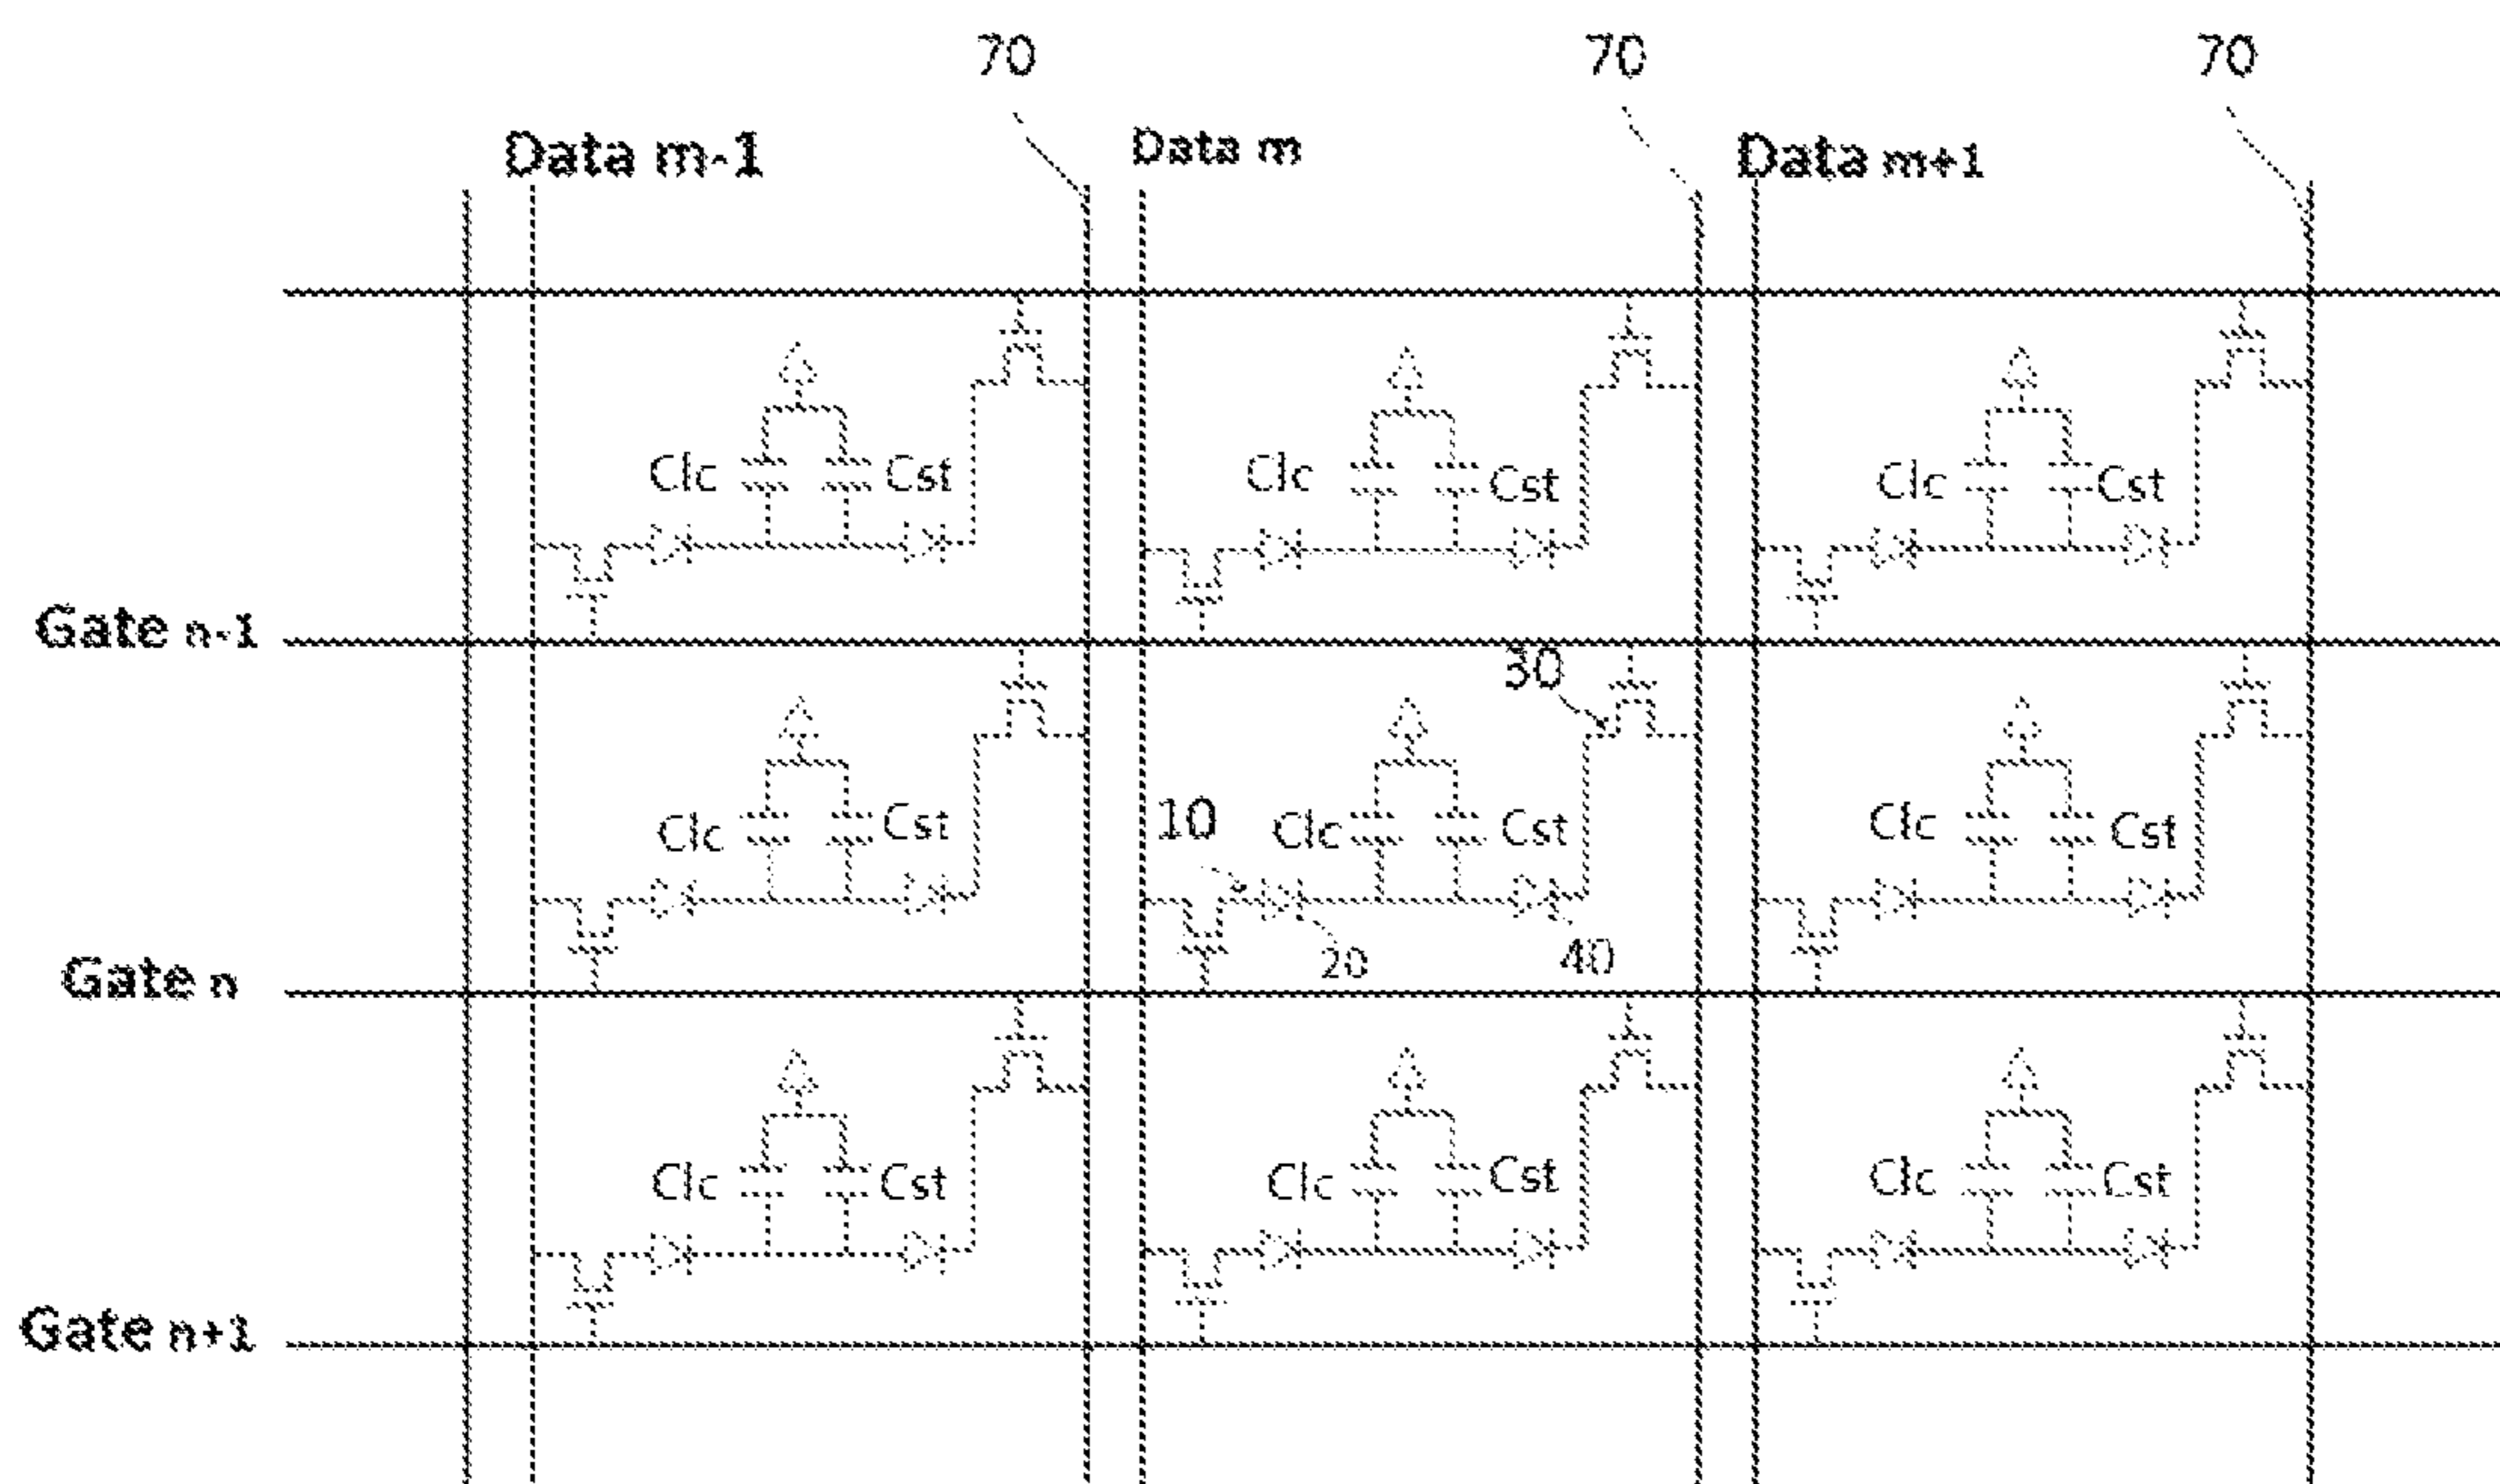 70 70 70
Data m-1 Data m Data m+1
Clc Cst Clc Cst Clc Cst
Gate n-1
30
10
Clc Cst Clc Cst Clc Cst
20 40
Gate n
Clc Cst Clc Cst Clc Cst
Gate n+1